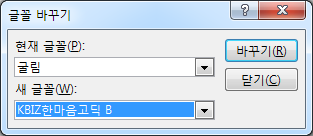 글꼴 바꾸기
현재 글꼴(P):
굴림
바꾸기(R)
닫기(C)
새 글꼴(W):
KBIZ한마음고딕 B